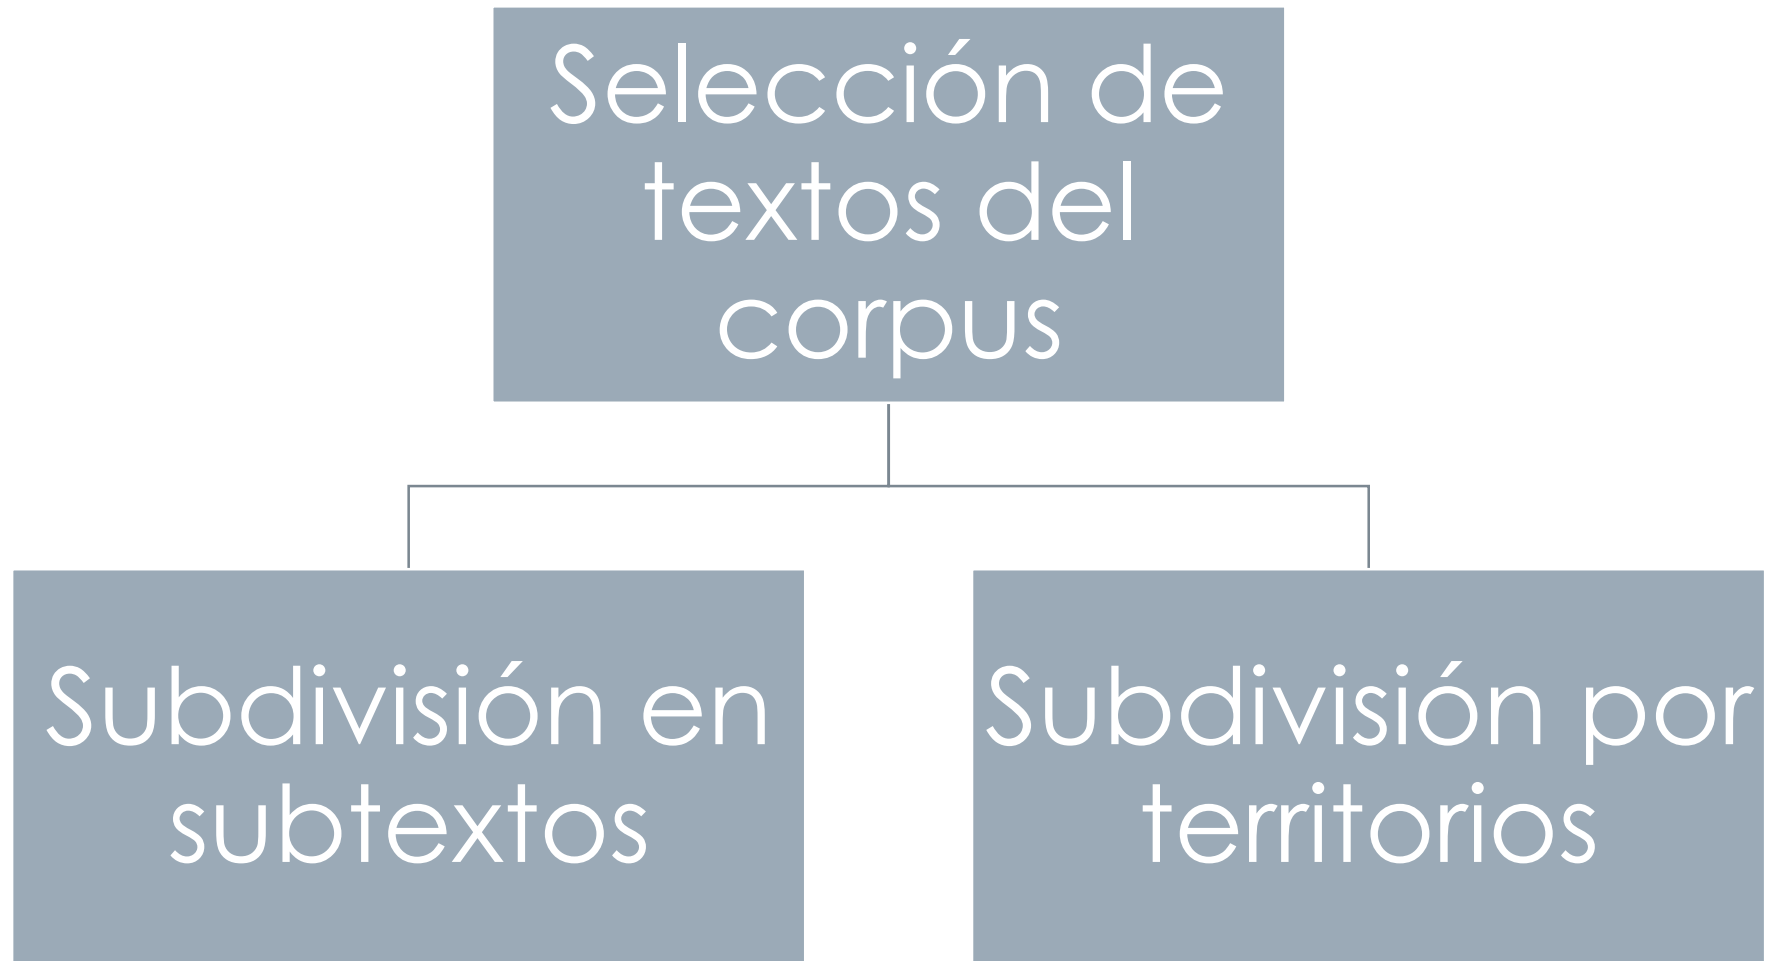 Selección de
textos del
corpus
Subdivisión en
subtextos
Subdivisión por
territorios